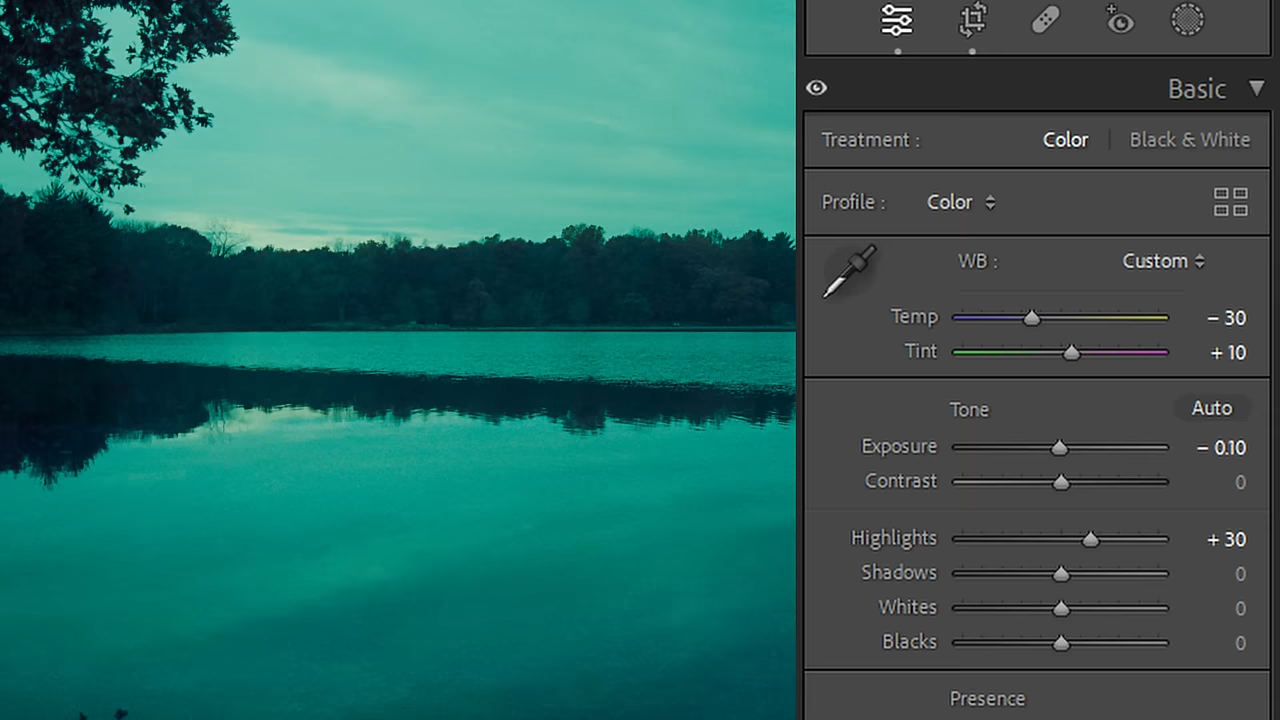 Basic
Treatment : Color Black & White
Profile : Color
WB : Custom
Temp − 30
Tint + 10
Tone Auto
Exposure − 0.10
Contrast 0
Highlights + 30
Shadows 0
Whites 0
Blacks 0
Presence